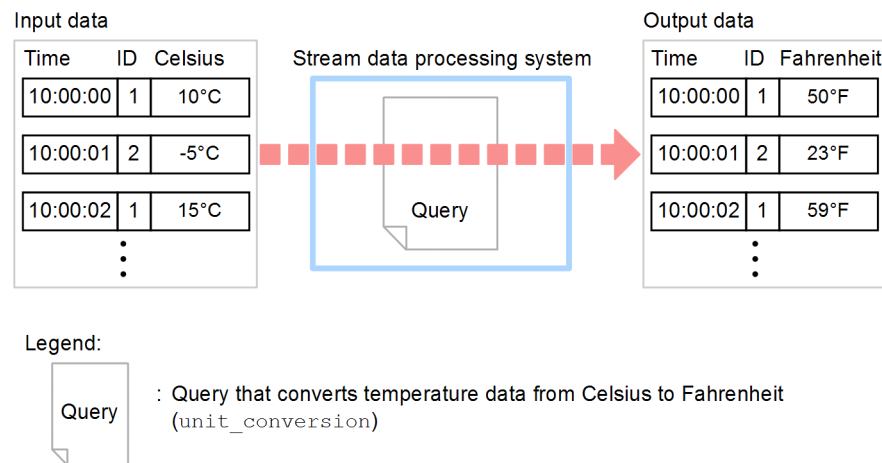 Input data
Output data
Time ID Celsius
Stream data processing system
Time ID Fahrenheit
10:00:00 1 10°C
10:00:00 1 50°F
10:00:01 2 -5°C
10:00:01 2 23°F
10:00:02 1 15°C
Query
10:00:02 1 59°F
Legend:
Query
: Query that converts temperature data from Celsius to Fahrenheit
(unit_conversion)